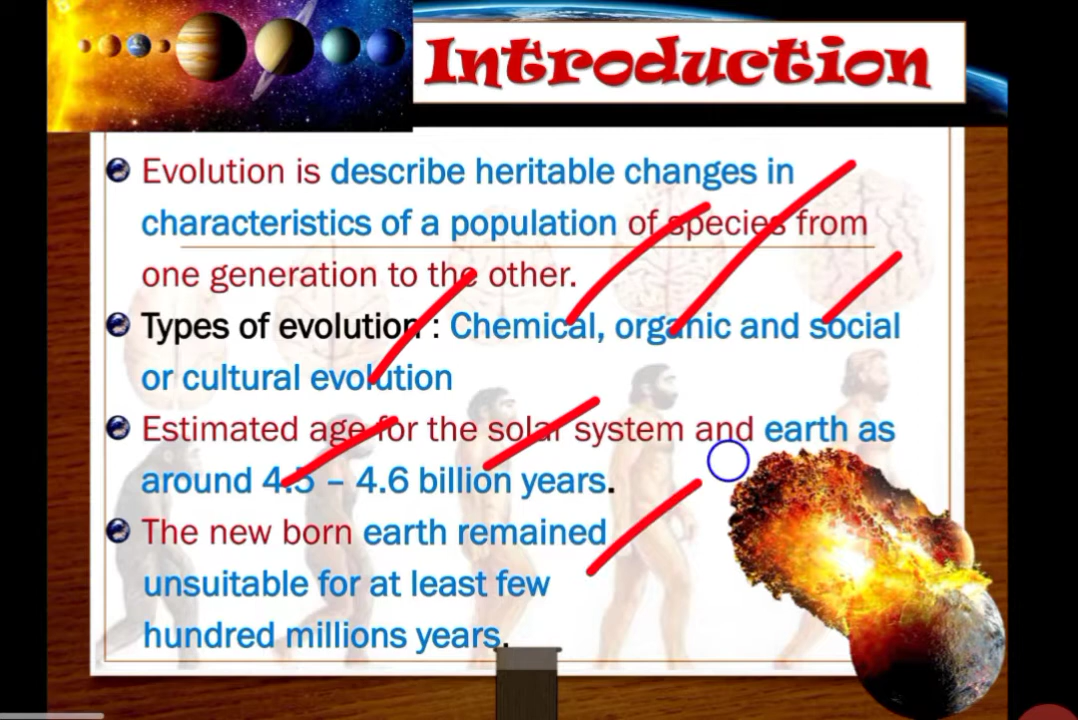 Introduction
Evolution is describe heritable changes in
characteristics of a population of species from
one generation to the other.
Types of evolution : Chemical, organic and social
or cultural evolution
Estimated age for the solar system and earth as
around 4.5 – 4.6 billion years.
The new born earth remained
unsuitable for at least few
hundred millions years.